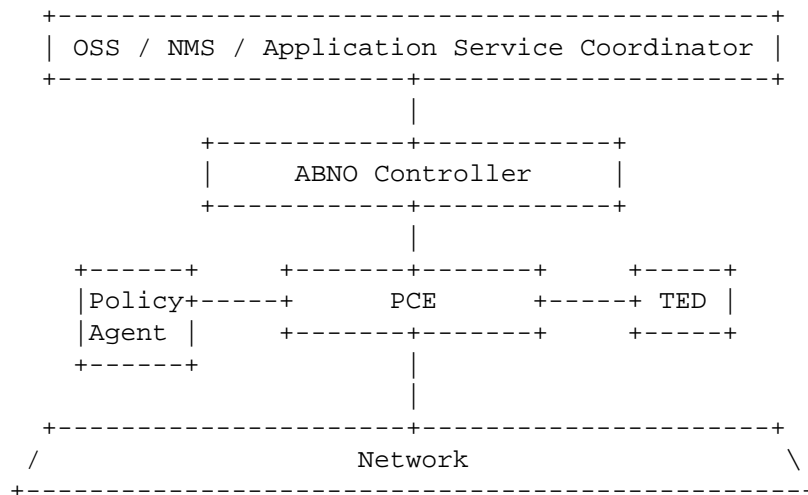 OSS / NMS / Application Service Coordinator
ABNO Controller
Policy PCE TED
Agent
Network